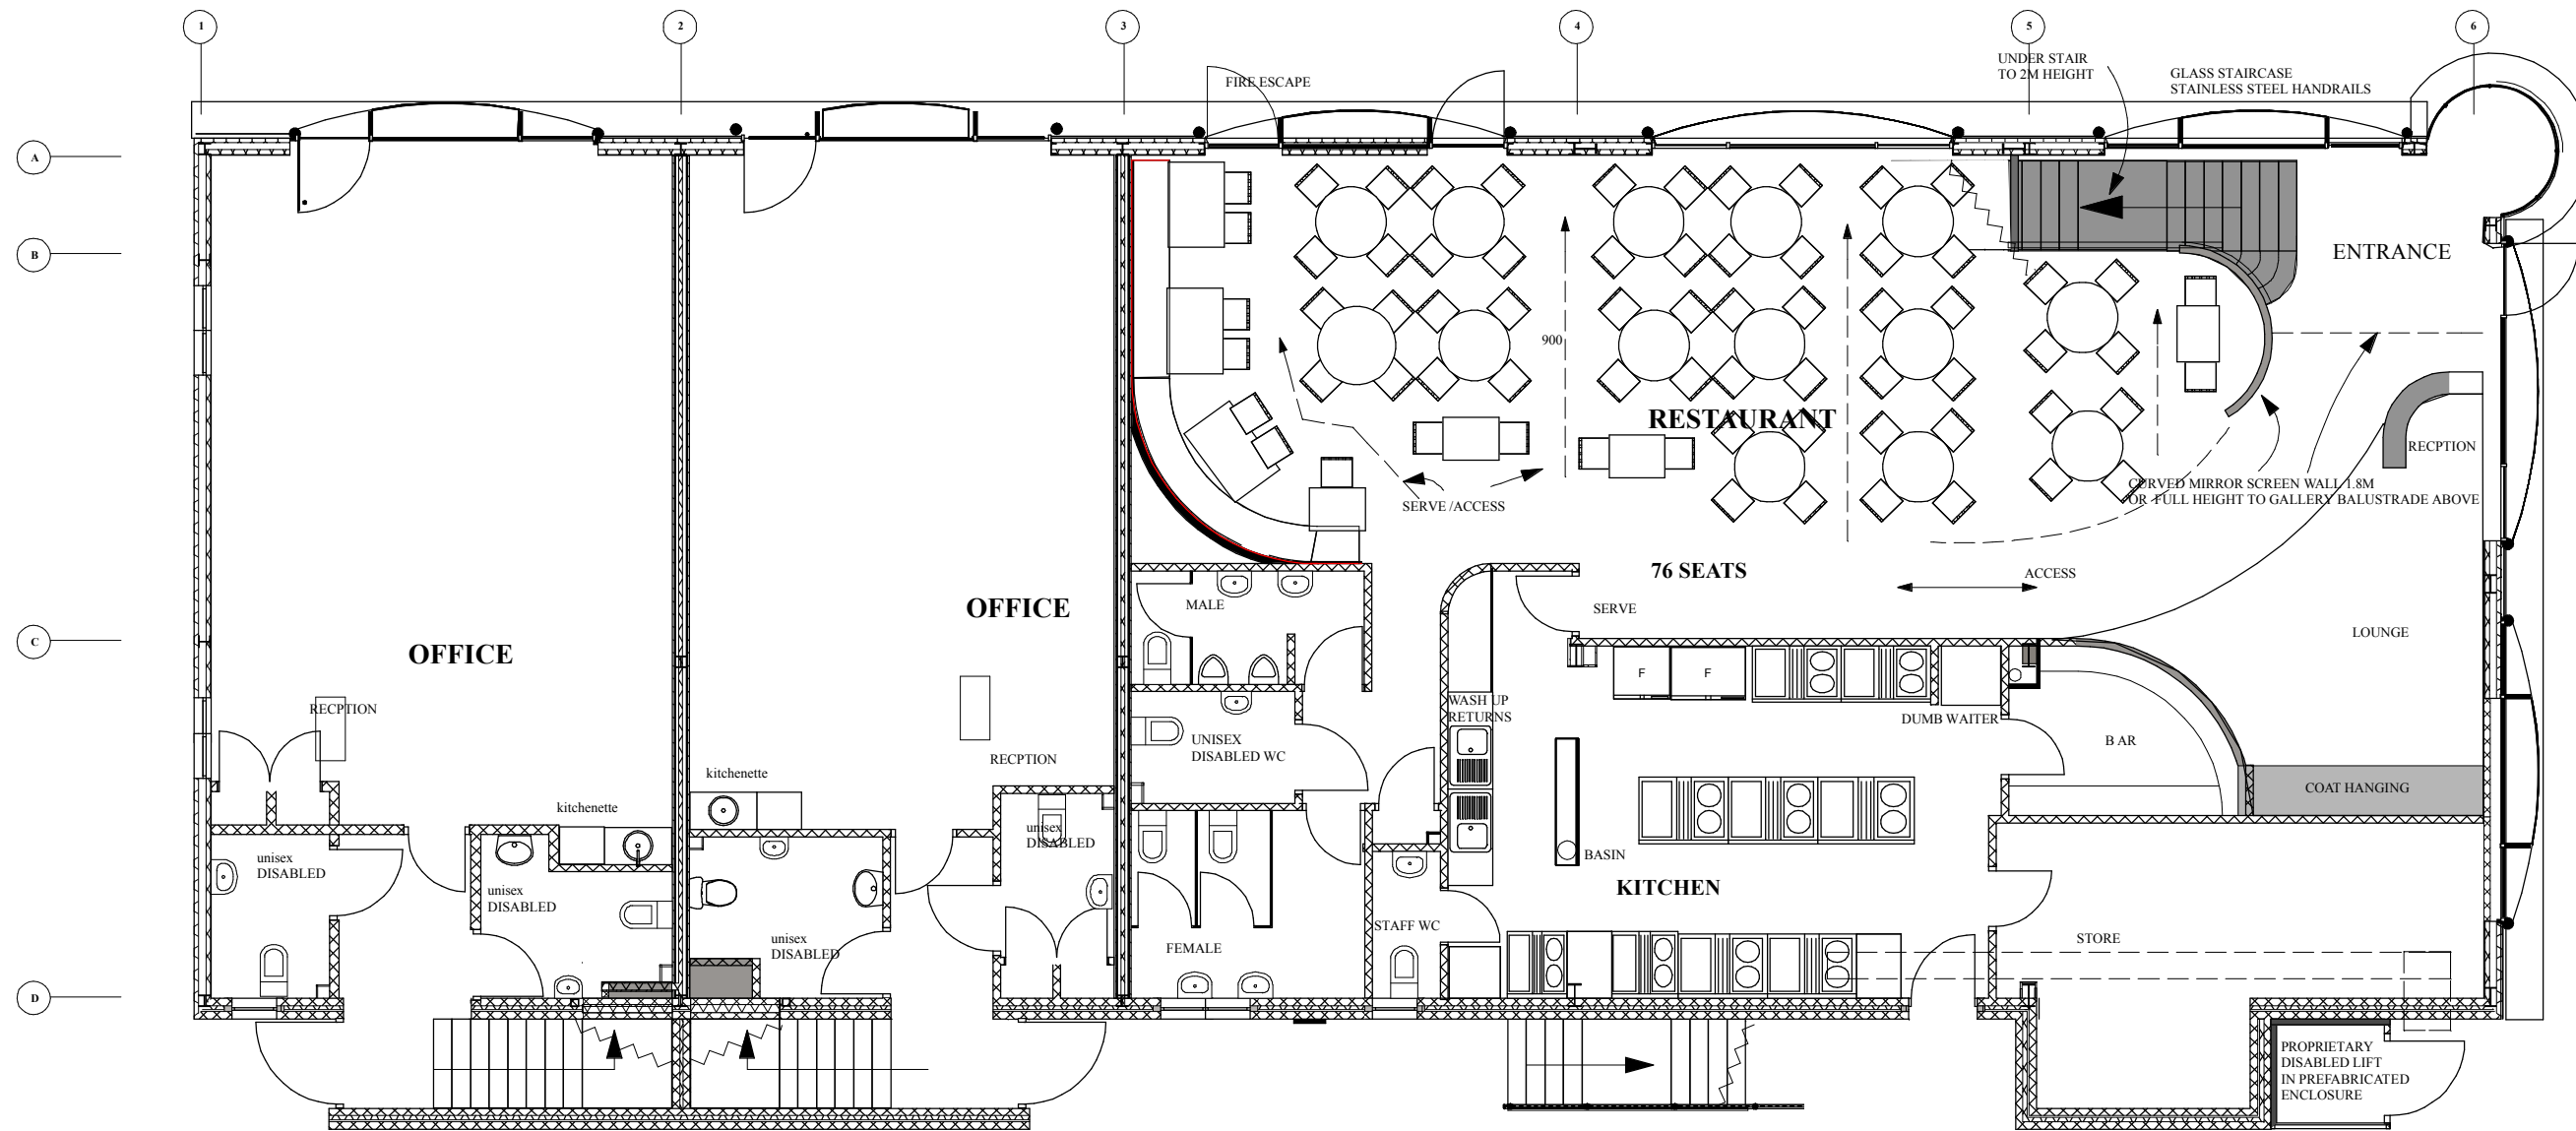 1
2
3
4
5
6
UNDER STAIR
TO 2M HEIGHT
GLASS STAIRCASE
STAINLESS STEEL HANDRAILS
FIRE ESCAPE
A
B
ENTRANCE
900
RESTAURANT
RECPTION
CURVED MIRROR SCREEN WALL 1.8M
OR FULL HEIGHT TO GALLERY BALUSTRADE ABOVE
SERVE /ACCESS
76 SEATS
ACCESS
OFFICE
MALE
SERVE
C
OFFICE
LOUNGE
F
F
RECPTION
WASH UP
RETURNS
DUMB WAITER
UNISEX
DISABLED WC
B AR
RECPTION
kitchenette
COAT HANGING
kitchenette
unisex
DISABLED
BASIN
unisex
DISABLED
KITCHEN
unisex
DISABLED
STAFF WC
unisex
DISABLED
FEMALE
STORE
D
PROPRIETARY
DISABLED LIFT
IN PREFABRICATED
ENCLOSURE